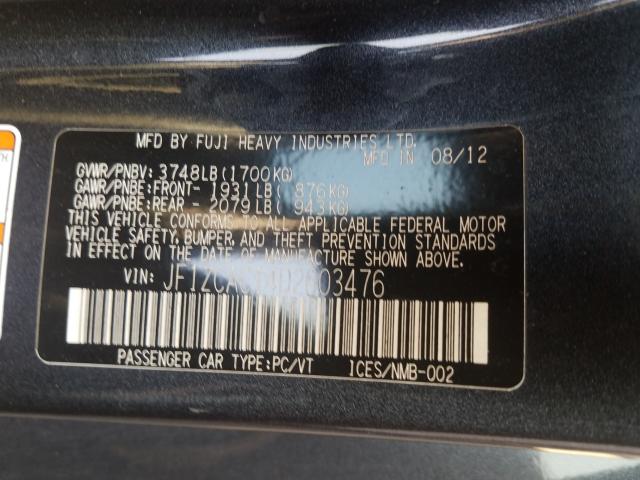 MFD BY FUJI HEAVY INDUSTRIES LTD.
MFD IN 08/12
GVWR/PNBV: 3748LB(1700KG)
GAWR/PNBE:FRONT- 1931LB( 876KG)
GAWR/PNBE:REAR - 2079LB( 943KG)
THIS VEHICLE CONFORMS TO ALL APPLICABLE FEDERAL MOTOR
VEHICLE SAFETY, BUMPER, AND THEFT PREVENTION STANDARDS
IN EFFECT ON THE DATE OF MANUFACTURE SHOWN ABOVE.
VIN:
PASSENGER CAR TYPE:PC/VT ICES/NMB-002